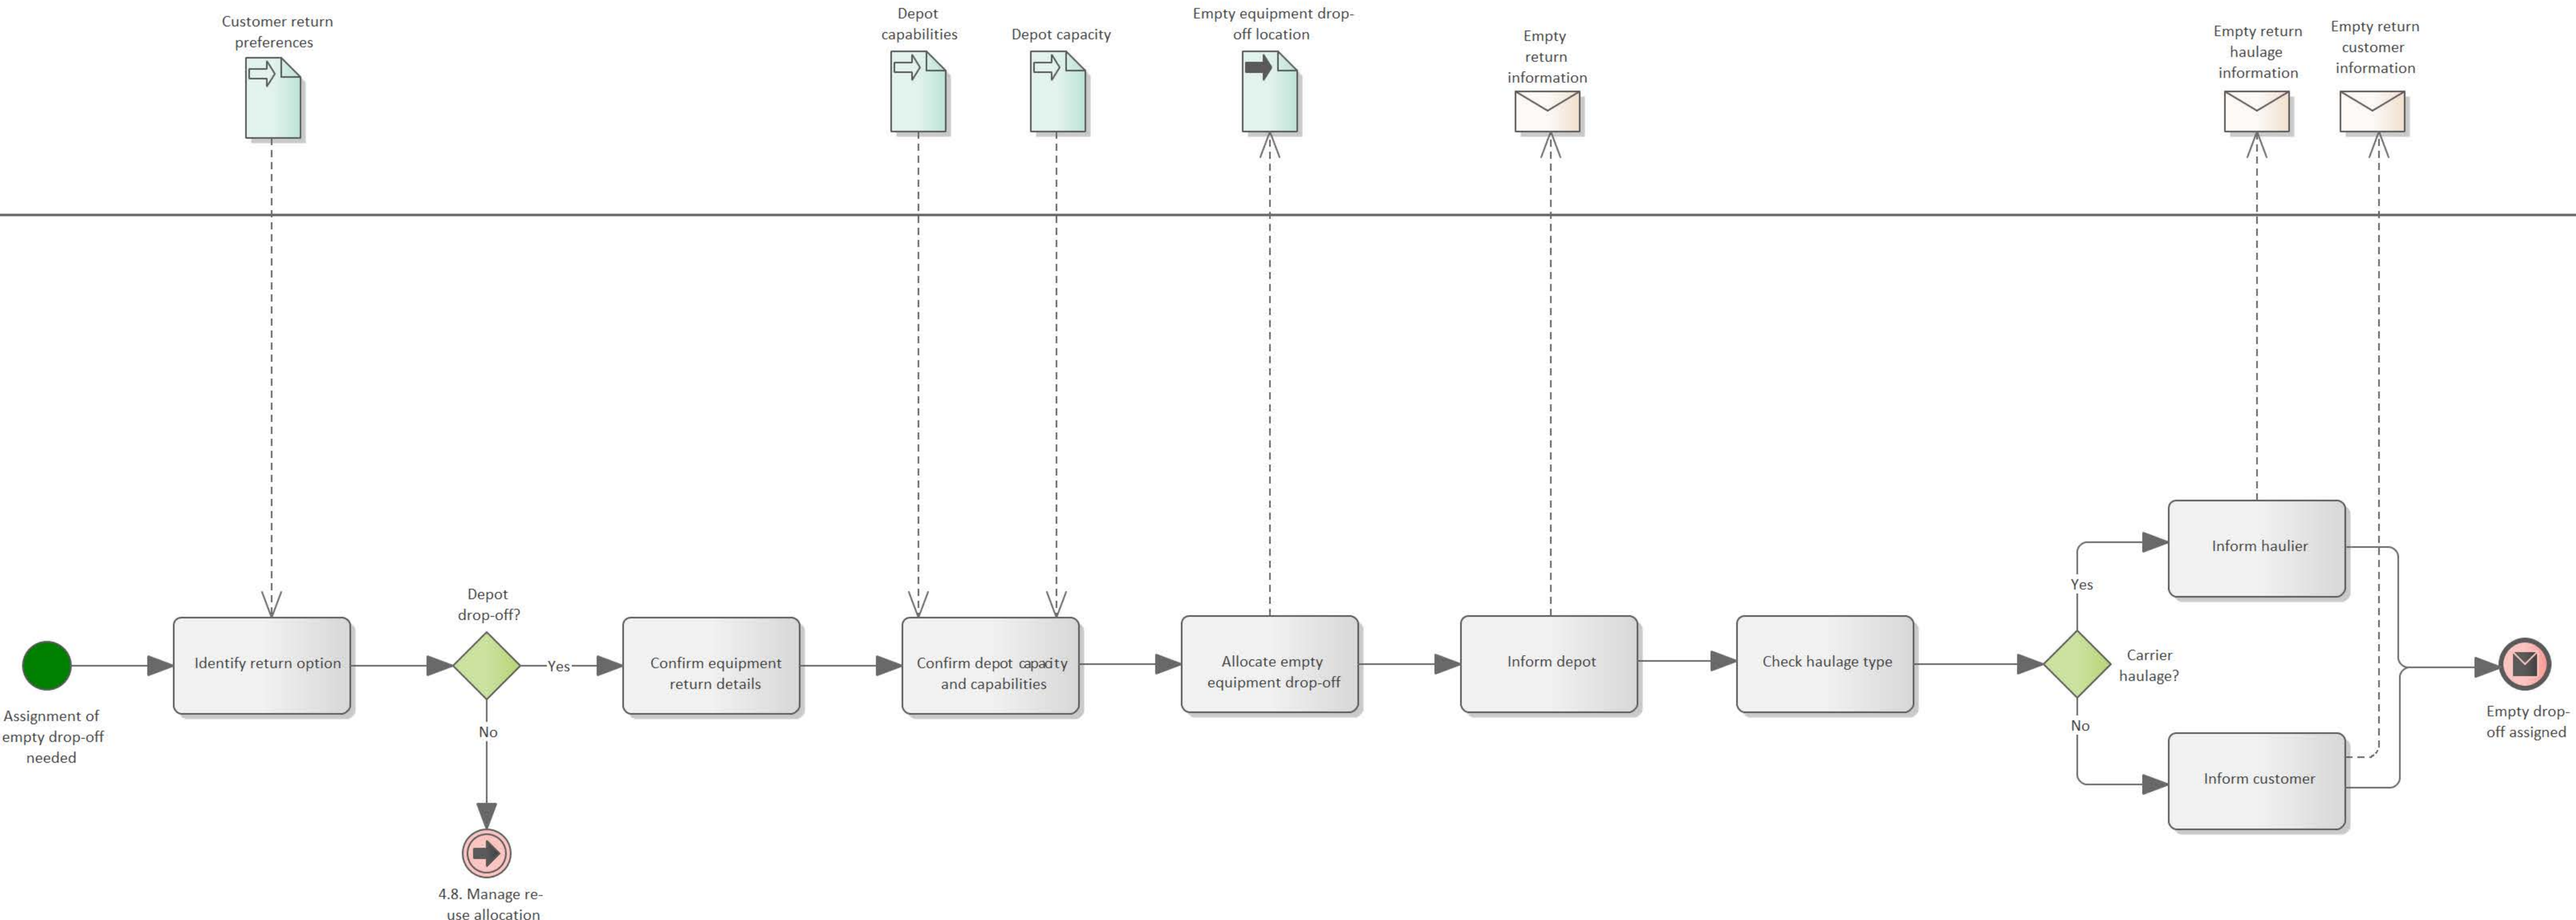 Customer return
preferences
Depot
capabilities
Depot capacity
Empty equipment drop-
off location
Empty
return
information
Empty return
haulage
information
Empty return
customer
information
Assignment of
empty drop-off
needed
Identify return option
Depot
drop-off?
Yes
No
4.8. Manage re-
use allocation
Confirm equipment
return details
Confirm depot capacity
and capabilities
Allocate empty
equipment drop-off
Inform depot
Check haulage type
Carrier
haulage?
Yes
No
Inform haulier
Inform customer
Empty drop-
off assigned